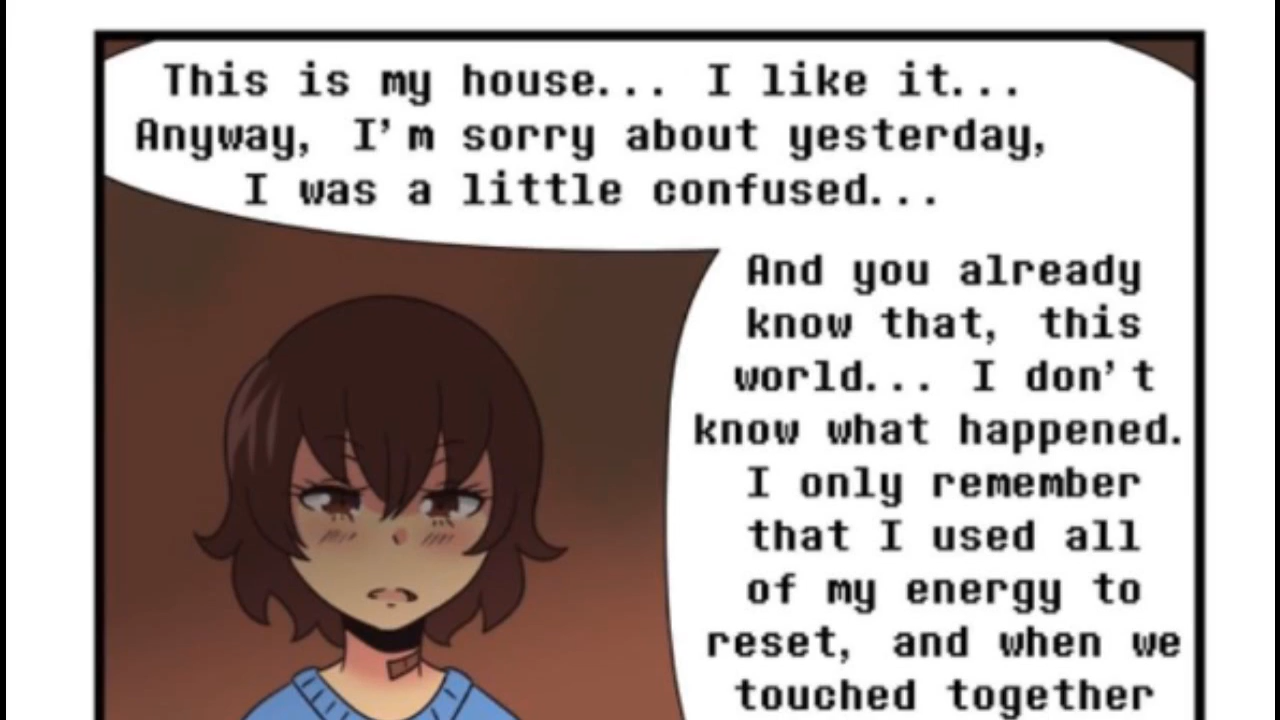 This is my house... I like it...
Anyway, I'm sorry about yesterday,
I was a little confused...
And you already
know that, this
world... I don't
know what happened.
I only remember
that I used all
of my energy to
reset, and when we
touched together